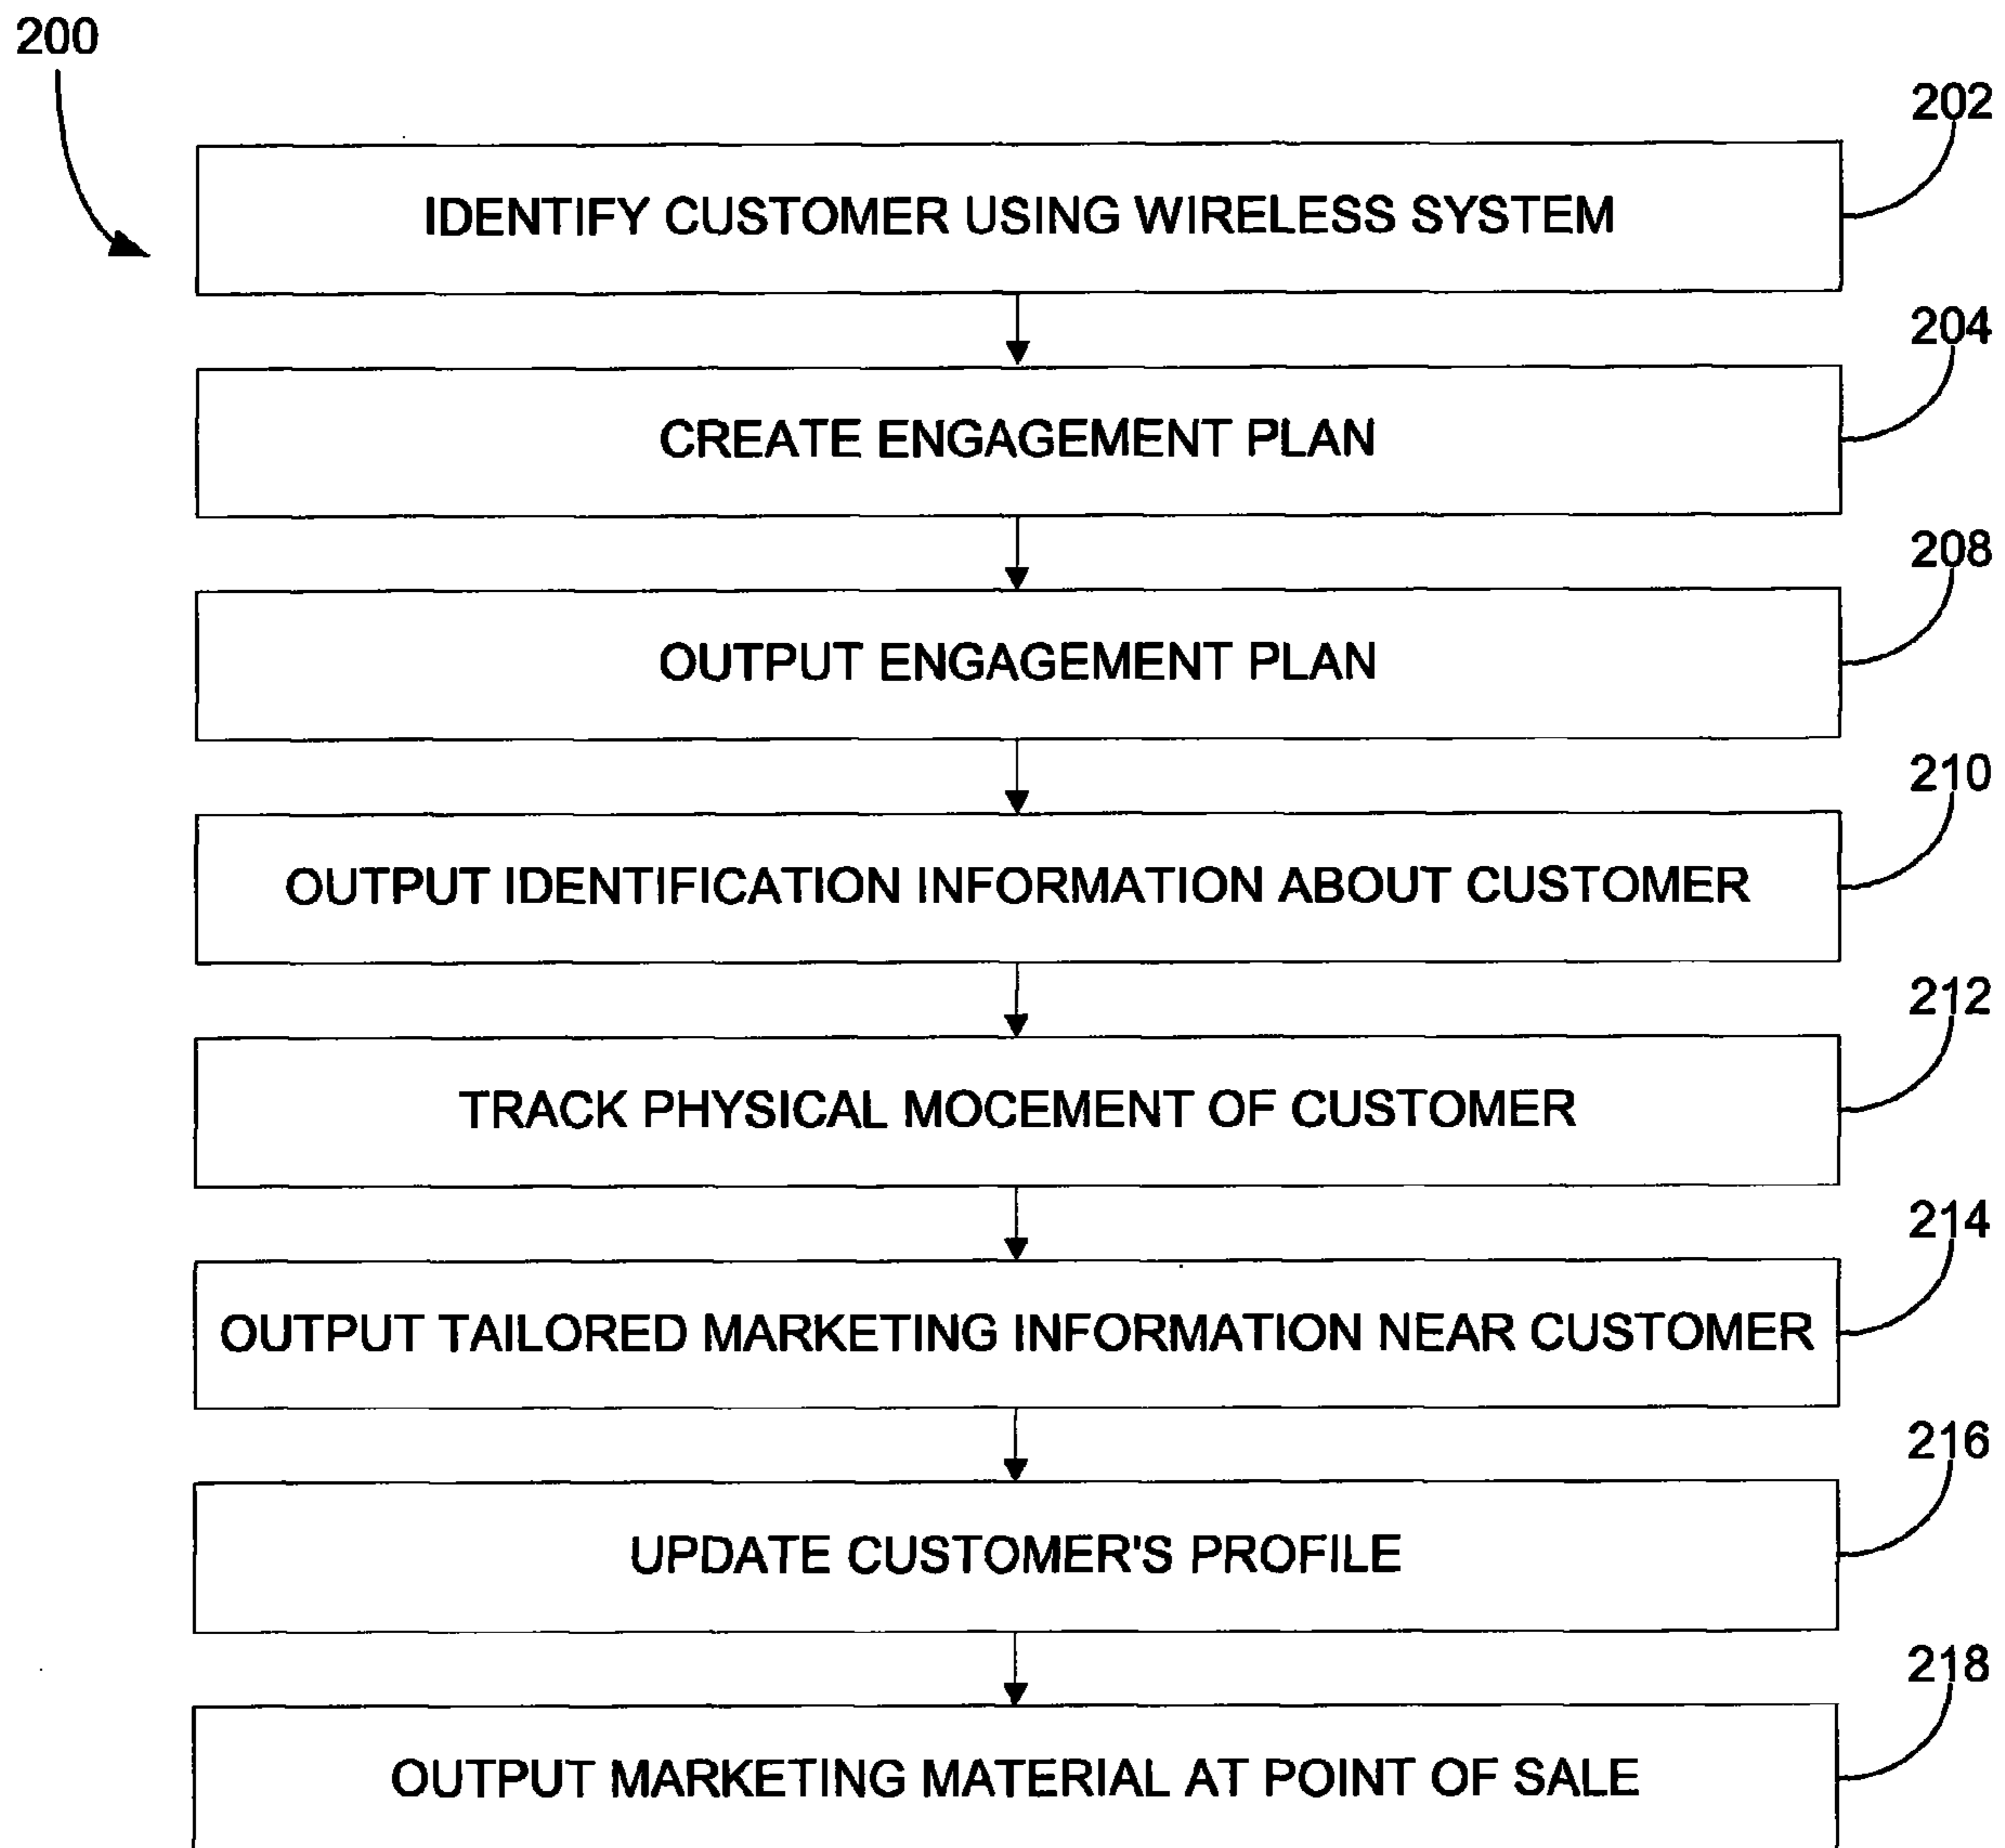 200
202
IDENTIFY CUSTOMER USING WIRELESS SYSTEM
204
CREATE ENGAGEMENT PLAN
208
OUTPUT ENGAGEMENT PLAN
210
OUTPUT IDENTIFICATION INFORMATION ABOUT CUSTOMER
212
TRACK PHYSICAL MOCEMENT OF CUSTOMER
214
OUTPUT TAILORED MARKETING INFORMATION NEAR CUSTOMER
216
UPDATE CUSTOMER'S PROFILE
218
OUTPUT MARKETING MATERIAL AT POINT OF SALE